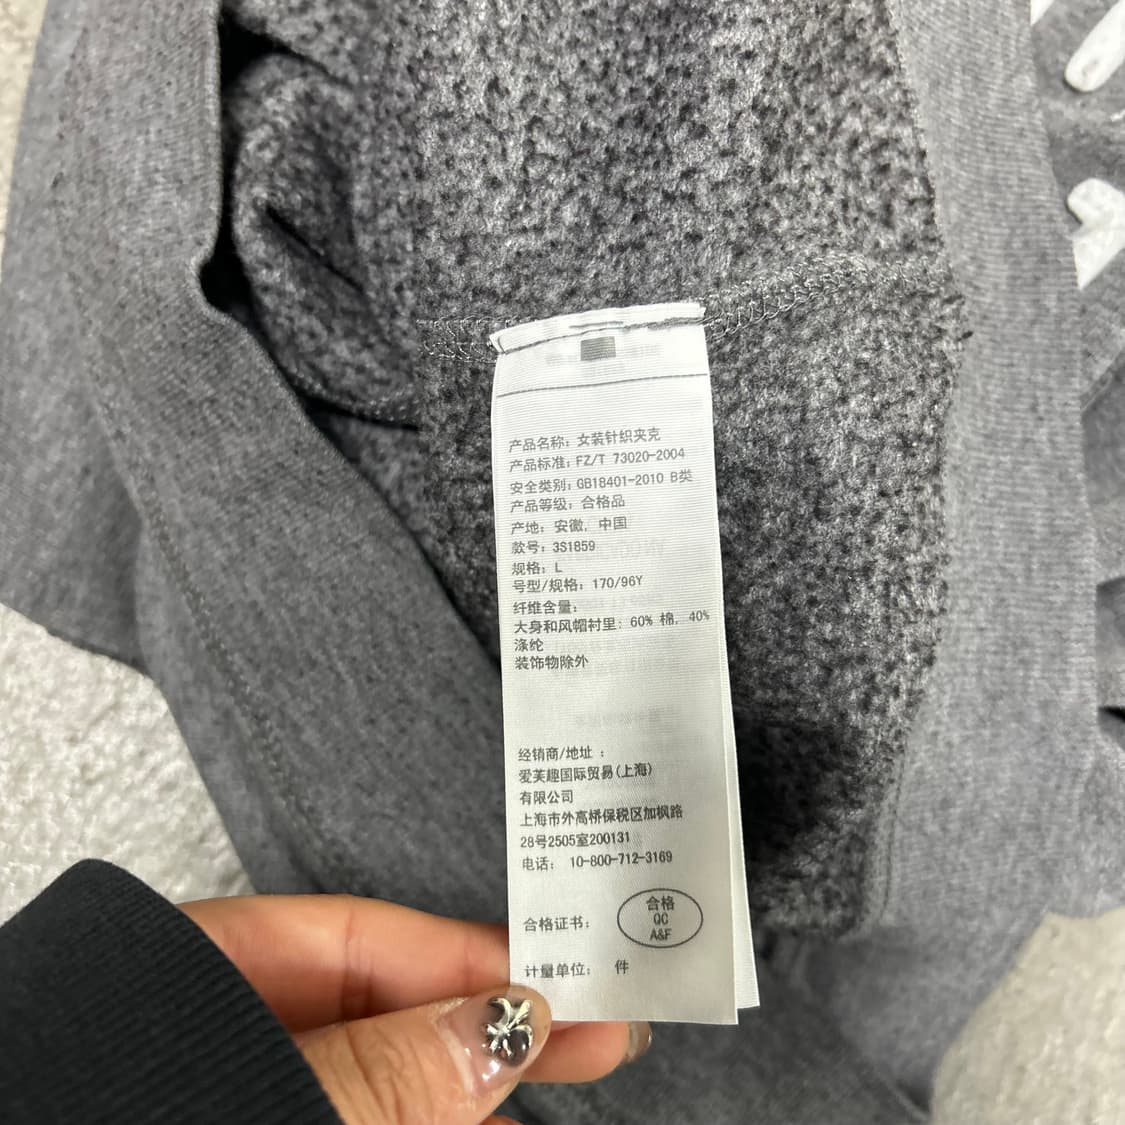 产品名称: 女装针织夹克
产品标准: FZ/T 73020-2004
安全类别: GB18401-2010 B类
产品等级: 合格品
产地: 安徽, 中国
款号: 3S1859
规格: L
号型/规格: 170/96Y
纤维含量:
大身和风帽衬里: 60% 棉, 40%
涤纶
装饰物除外
经销商/地址 :
爱芙趣国际贸易(上海)
有限公司
上海市外高桥保税区加枫路
28号2505室200131
电话: 10-800-712-3169
合格
QC
A&F
合格证书:
计量单位: 件